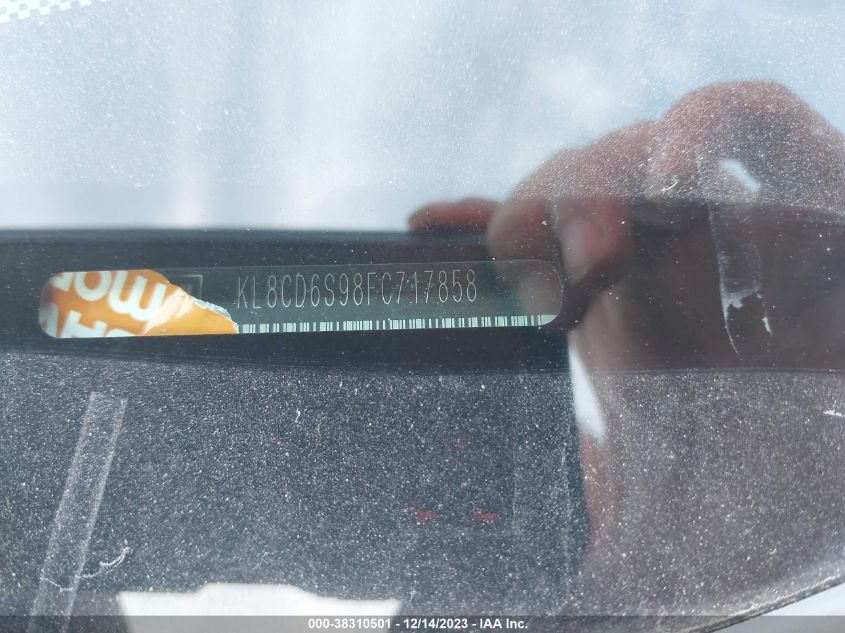 KL8CD6S98FC717858
000-38310501 - 12/14/2023 - IAA Inc.